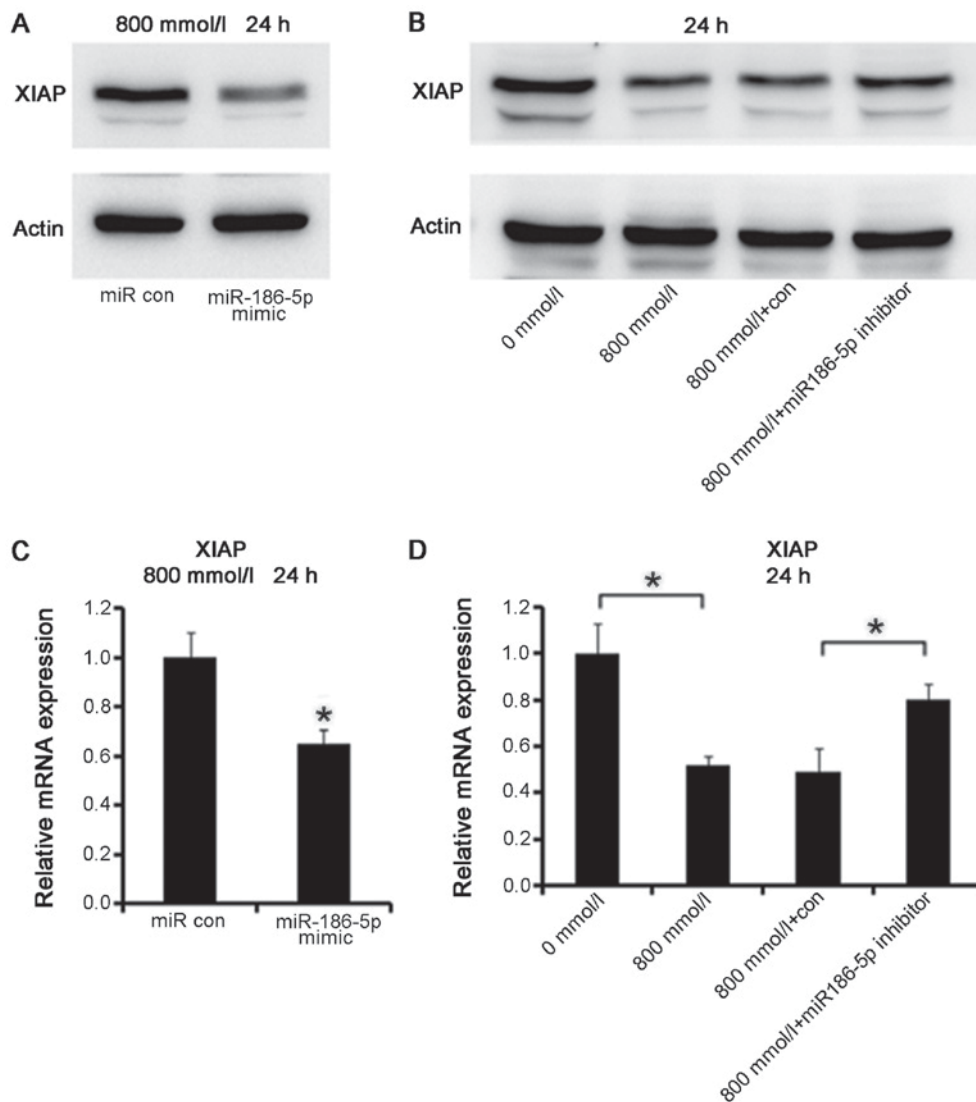 A
800 mmol/l 24 h
XIAP
Actin
miR con
miR-186-5p
mimic
B
24 h
XIAP
Actin
0 mmol/l
800 mmol/l
800 mmol/l+con
800 mmol/l+miR186-5p inhibitor
C
XIAP
800 mmol/l 24 h
Relative mRNA expression
1.2
1.0
0.8
0.6
0.4
0.2
0.0
*
miR con
miR-186-5p
mimic
D
XIAP
24 h
Relative mRNA expression
1.2
1.0
0.8
0.6
0.4
0.2
0.0
*
*
0 mmol/l
800 mmol/l
800 mmol/l+con
800 mmol/l+miR186-5p inhibitor